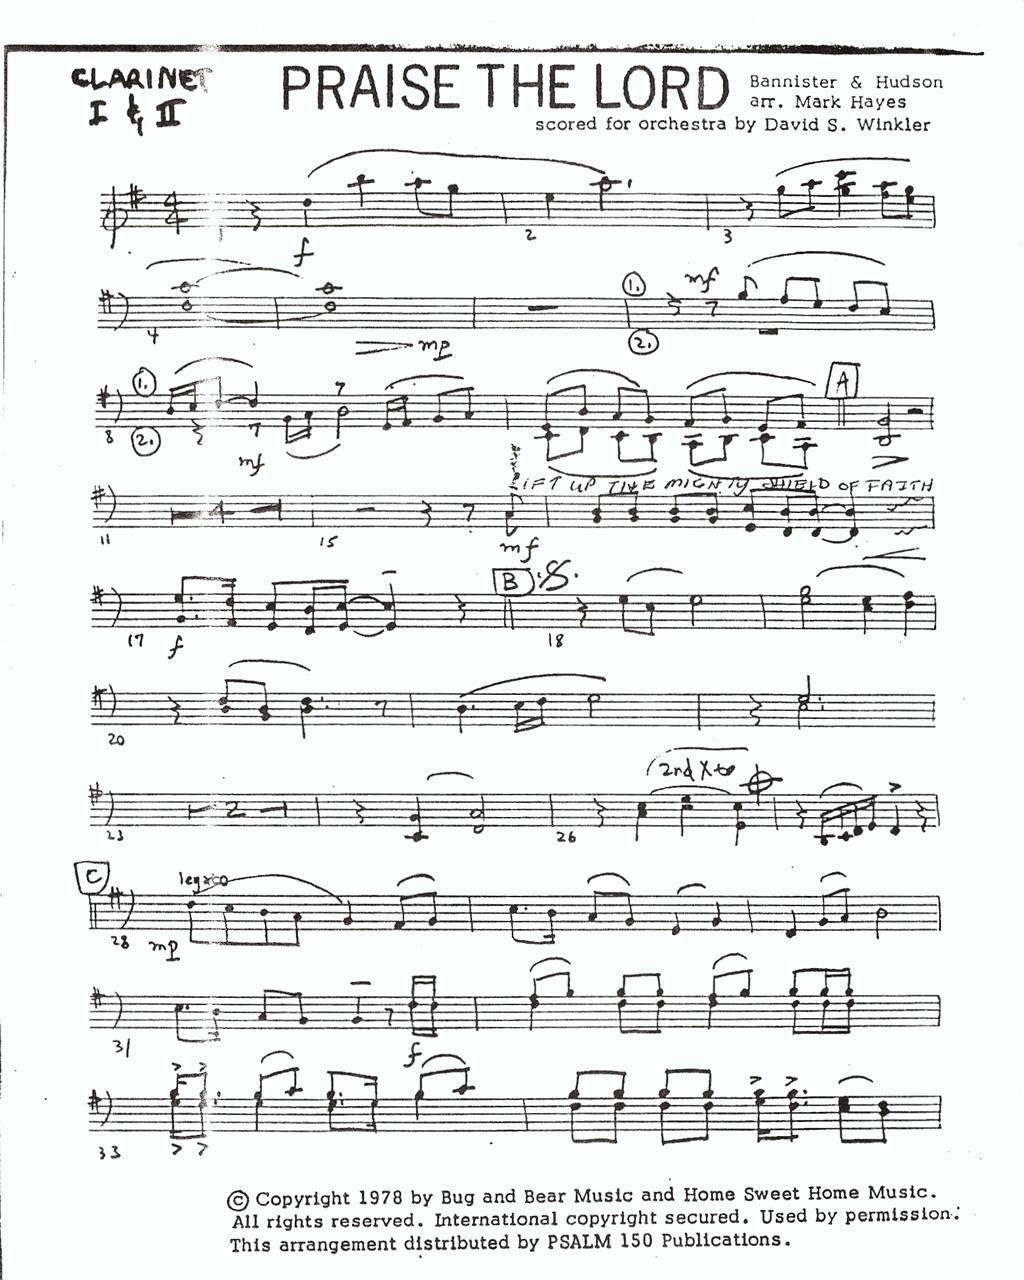 CLARINET
I & II
PRAISE THE LORD
Bannister & Hudson
arr. Mark Hayes
scored for orchestra by David S. Winkler
f
2
3
4
mp
1.
2.
mf
8
1.
2.
mf
A
LIFT UP THE MIGHTY SHIELD OF FAITH
11
4
15
mf
17
f
B
18
20
23
2
26
2nd X to
C
legato
28
mp
31
f
33
© Copyright 1978 by Bug and Bear Music and Home Sweet Home Music.
All rights reserved. International copyright secured. Used by permission.
This arrangement distributed by PSALM 150 Publications.